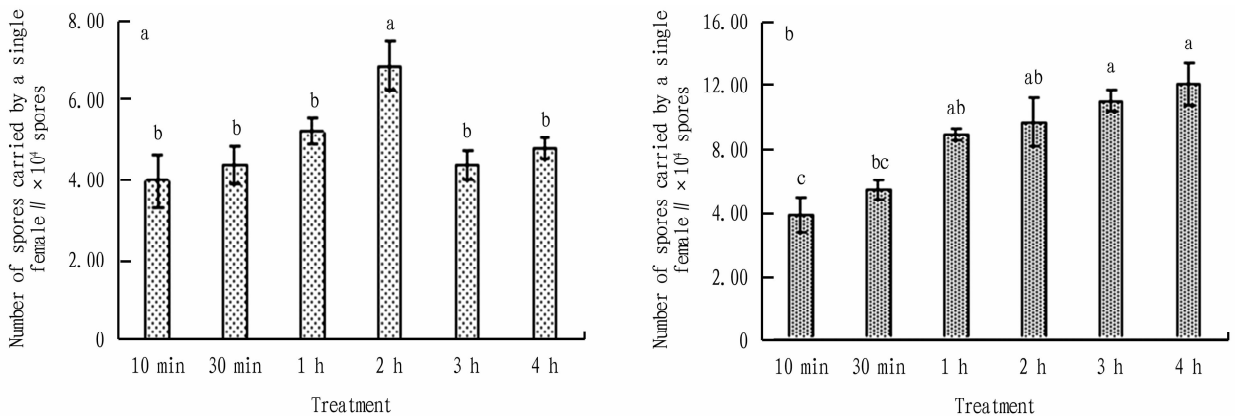 Number of spores carried by a single
female // ×10⁴ spores
8.00
6.00
4.00
2.00
0
a
b
b
b
a
b
b
10 min
30 min
1 h
2 h
3 h
4 h
Treatment
Number of spores carried by a single
female // ×10⁴ spores
16.00
12.00
8.00
4.00
2.00
0
b
c
bc
ab
ab
a
a
10 min
30 min
1 h
2 h
3 h
4 h
Treatment